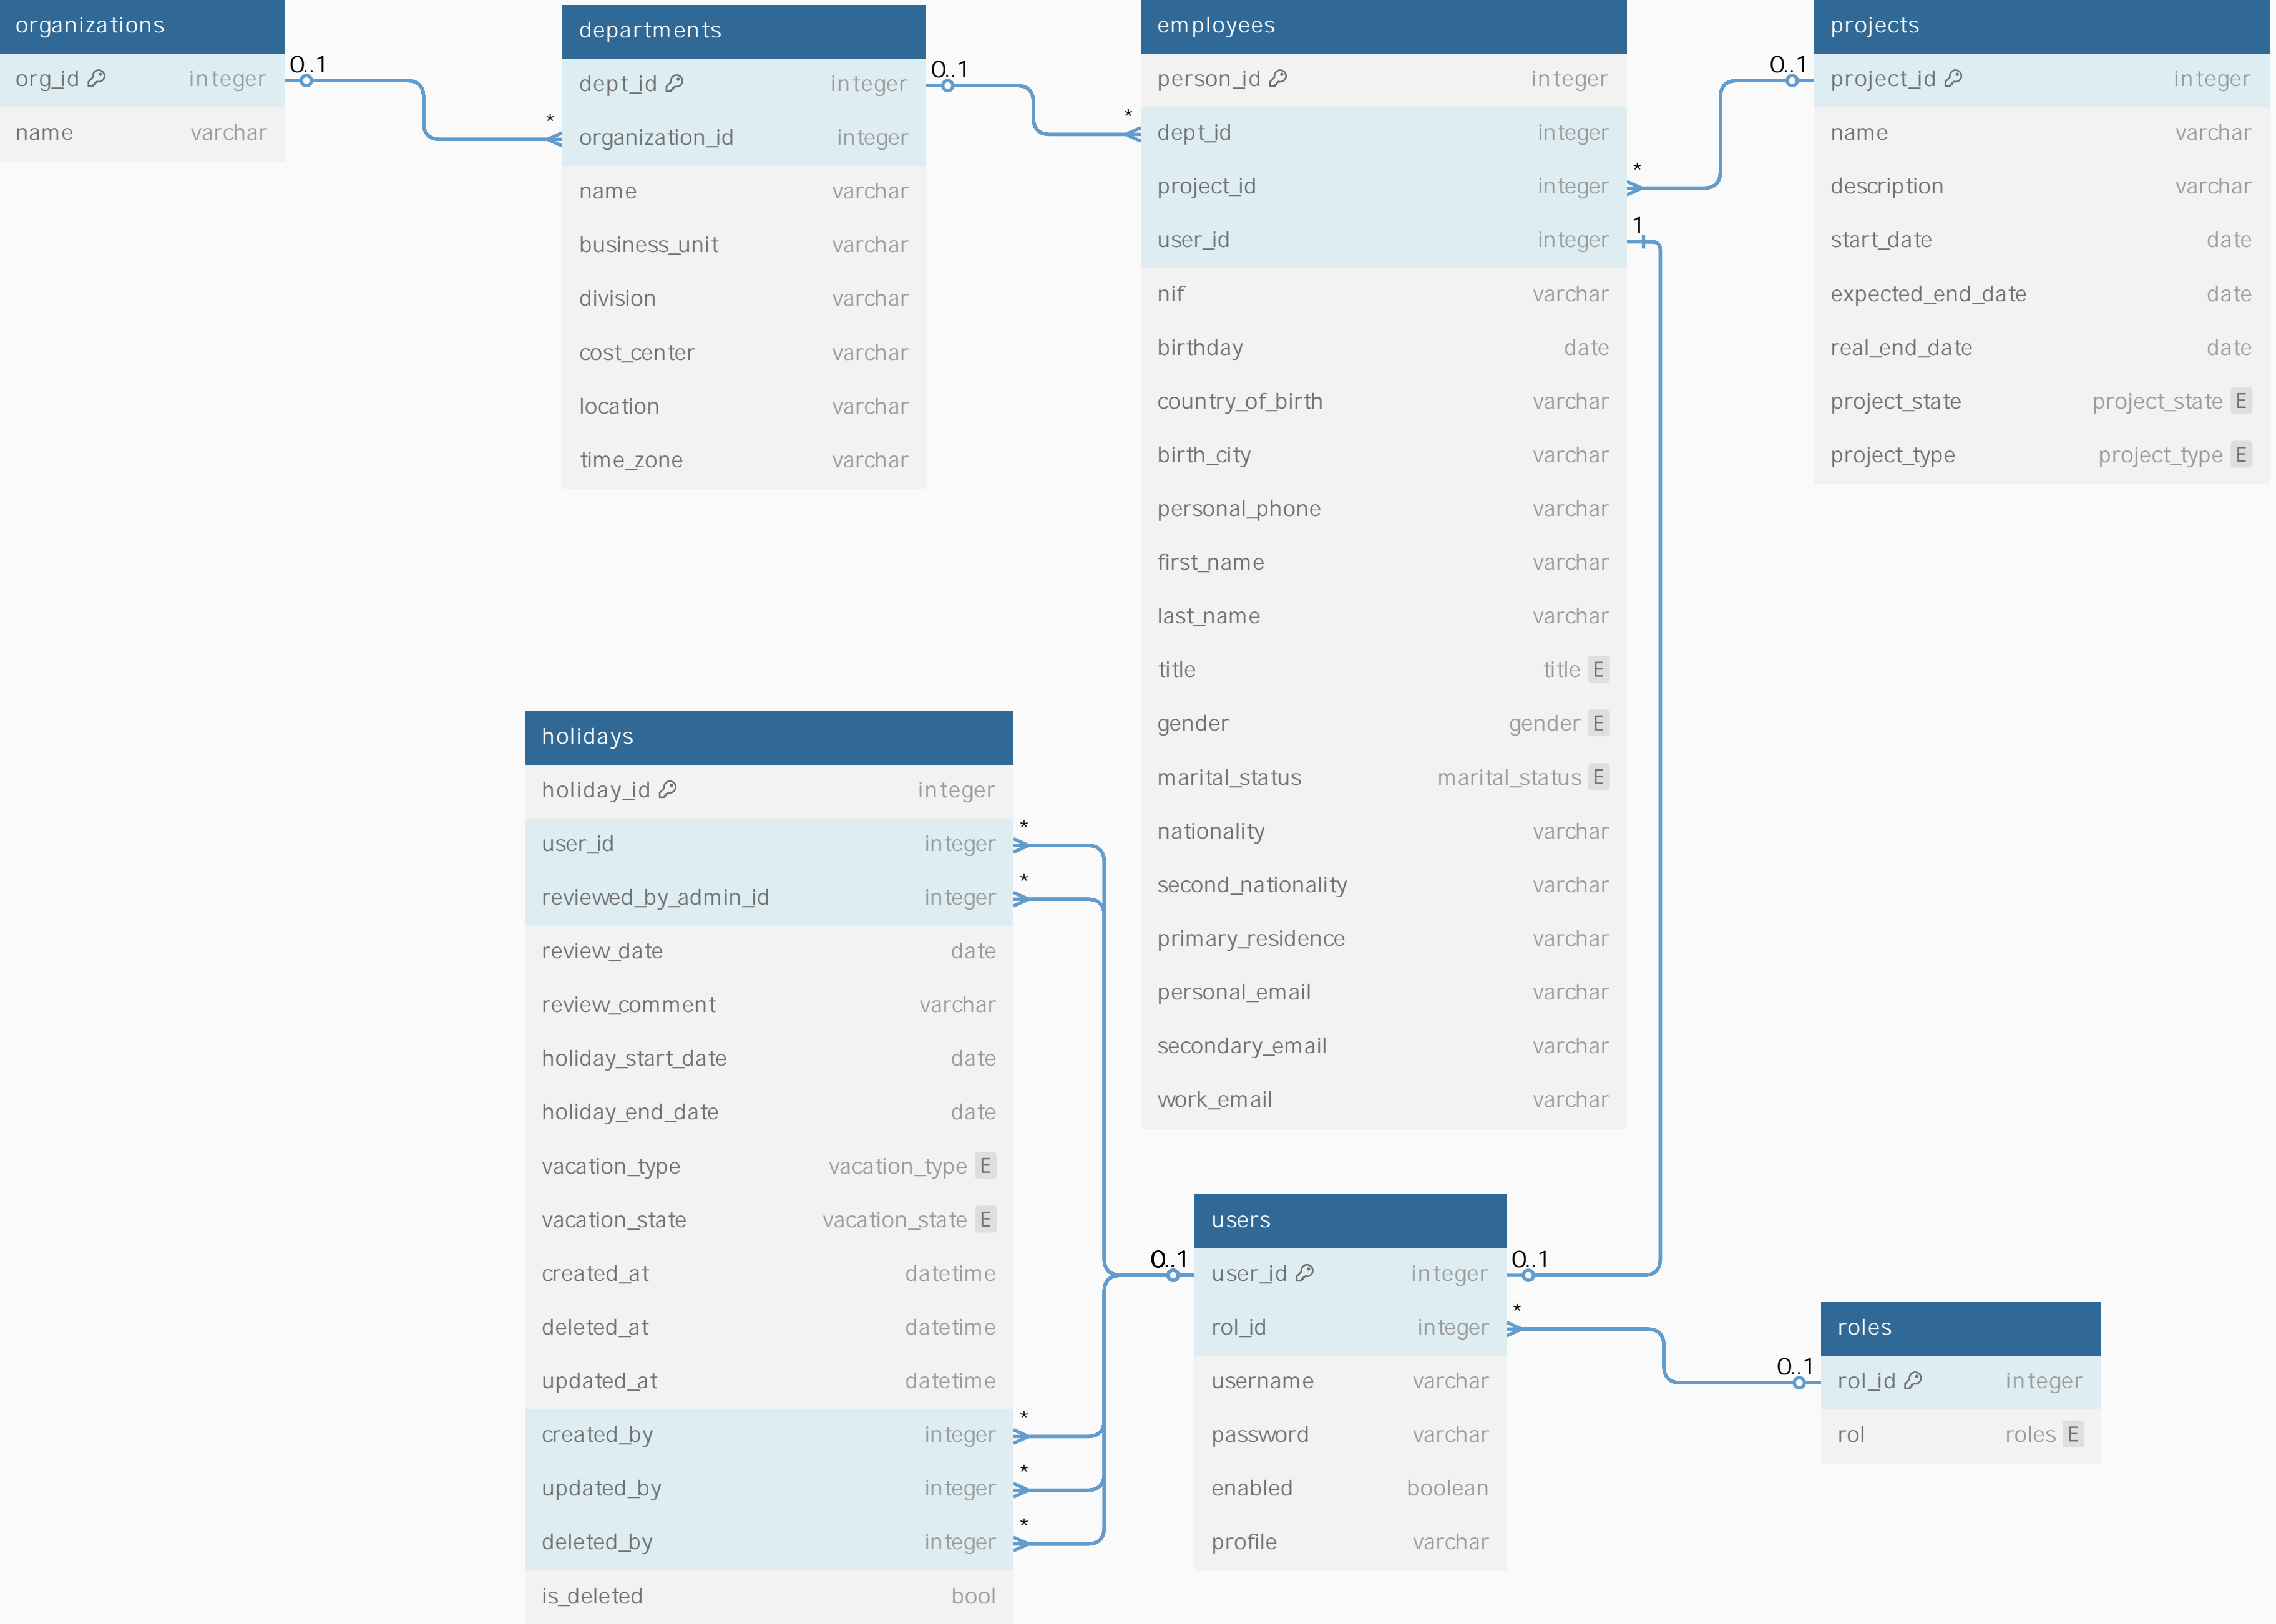 organizations
org_id integer
name varchar
0..1
*
departments
dept_id integer
organization_id integer
name varchar
business_unit varchar
division varchar
cost_center varchar
location varchar
time_zone varchar
0..1
*
employees
person_id integer
dept_id integer
project_id integer
user_id integer
nif varchar
birthday date
country_of_birth varchar
birth_city varchar
personal_phone varchar
first_name varchar
last_name varchar
title title E
gender gender E
marital_status marital_status E
nationality varchar
second_nationality varchar
primary_residence varchar
personal_email varchar
secondary_email varchar
work_email varchar
*
1
0..1
projects
project_id integer
name varchar
description varchar
start_date date
expected_end_date date
real_end_date date
project_state project_state E
project_type project_type E
holidays
holiday_id integer
user_id integer
reviewed_by_admin_id integer
review_date date
review_comment varchar
holiday_start_date date
holiday_end_date date
vacation_type vacation_type E
vacation_state vacation_state E
created_at datetime
deleted_at datetime
updated_at datetime
created_by integer
updated_by integer
deleted_by integer
is_deleted bool
*
*
*
*
*
0..1
users
user_id integer
rol_id integer
username varchar
password varchar
enabled boolean
profile varchar
0..1
*
0..1
roles
rol_id integer
rol roles E